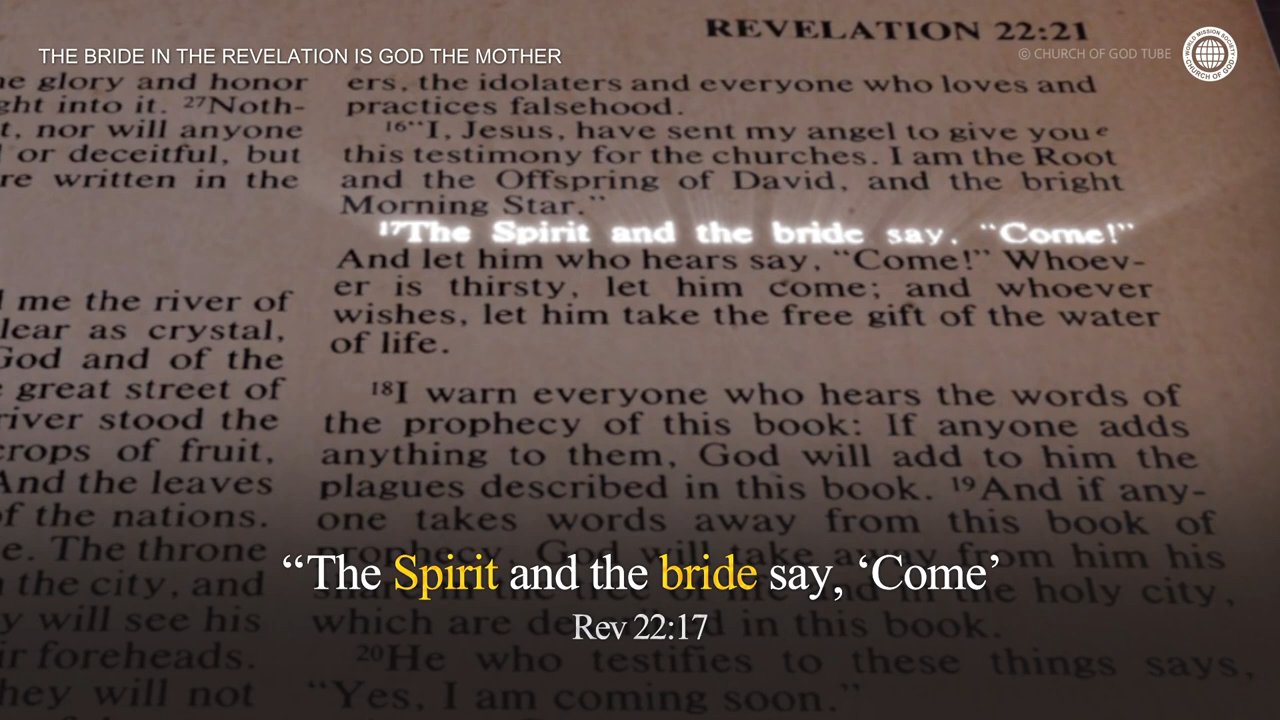 REVELATION 22:21
THE BRIDE IN THE REVELATION IS GOD THE MOTHER
© CHURCH OF GOD TUBE
WORLD MISSION SOCIETY
CHURCH OF GOD
glory and honor
into it. ²⁷Noth-
nor will anyone
or deceitful, but
written in the
me the river of
as crystal,
God and of the
great street of
river stood the
crops of fruit,
And the leaves
of the nations.
The throne
the city, and
will see his
foreheads.
will not
ers, the idolaters and everyone who loves and
practices falsehood.
¹⁶"I, Jesus, have sent my angel to give you e
this testimony for the churches. I am the Root
and the Offspring of David, and the bright
Morning Star."
¹⁷The Spirit and the bride say, "Come!"
And let him who hears say, "Come!" Whoev-
er is thirsty, let him come; and whoever
wishes, let him take the free gift of the water
of life.
¹⁸I warn everyone who hears the words of
the prophecy of this book: If anyone adds
anything to them, God will add to him the
plagues described in this book. ¹⁹And if any-
one takes words away from this book of
God will take away from him his
the holy city,
which are in this book.
²⁰He who testifies to these things says,
"Yes, I am coming soon."
“The Spirit and the bride say, ‘Come’
Rev 22:17